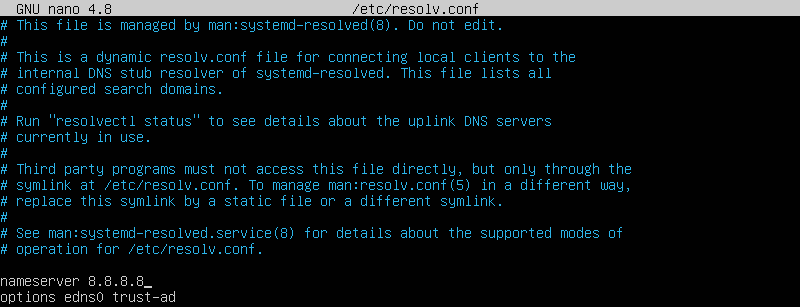 GNU nano 4.8 /etc/resolv.conf
# This file is managed by man:systemd-resolved(8). Do not edit.
#
# This is a dynamic resolv.conf file for connecting local clients to the
# internal DNS stub resolver of systemd-resolved. This file lists all
# configured search domains.
#
# Run "resolvectl status" to see details about the uplink DNS servers
# currently in use.
#
# Third party programs must not access this file directly, but only through the
# symlink at /etc/resolv.conf. To manage man:resolv.conf(5) in a different way,
# replace this symlink by a static file or a different symlink.
#
# See man:systemd-resolved.service(8) for details about the supported modes of
# operation for /etc/resolv.conf.
nameserver 8.8.8.8
options edns0 trust-ad